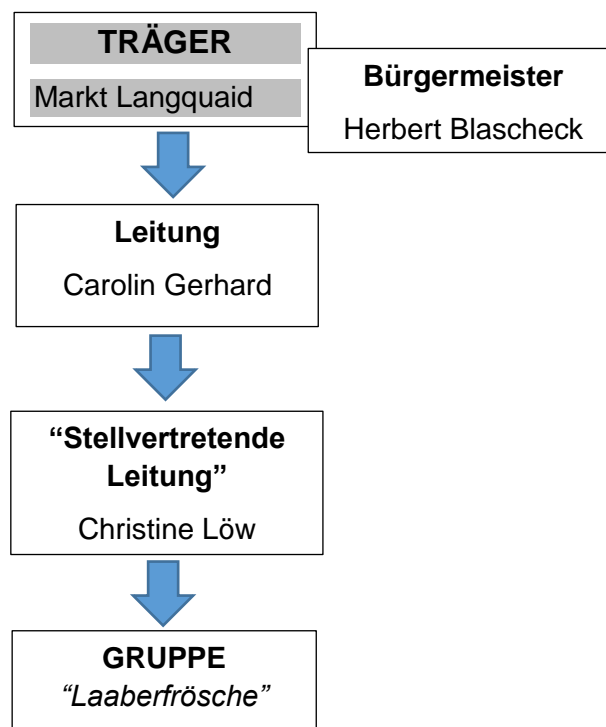 TRÄGER
Markt Langquaid
Bürgermeister
Herbert Blascheck
Leitung
Carolin Gerhard
“Stellvertretende
Leitung”
Christine Löw
GRUPPE
“Laaberfrösche”